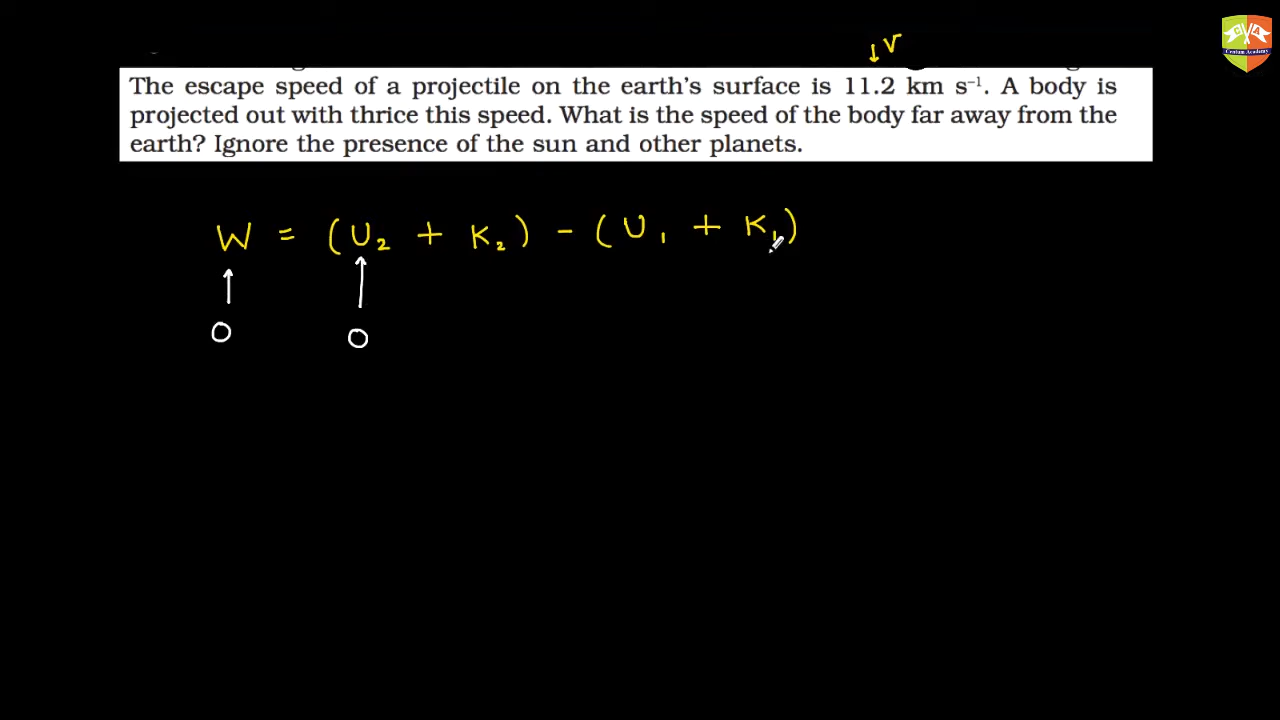 ↓V
The escape speed of a projectile on the earth's surface is 11.2 km s⁻¹. A body is
projected out with thrice this speed. What is the speed of the body far away from the
earth? Ignore the presence of the sun and other planets.
W = (U₂ + K₂) - (U₁ + K₁)
↑ ↑
0 0
Centum Academy